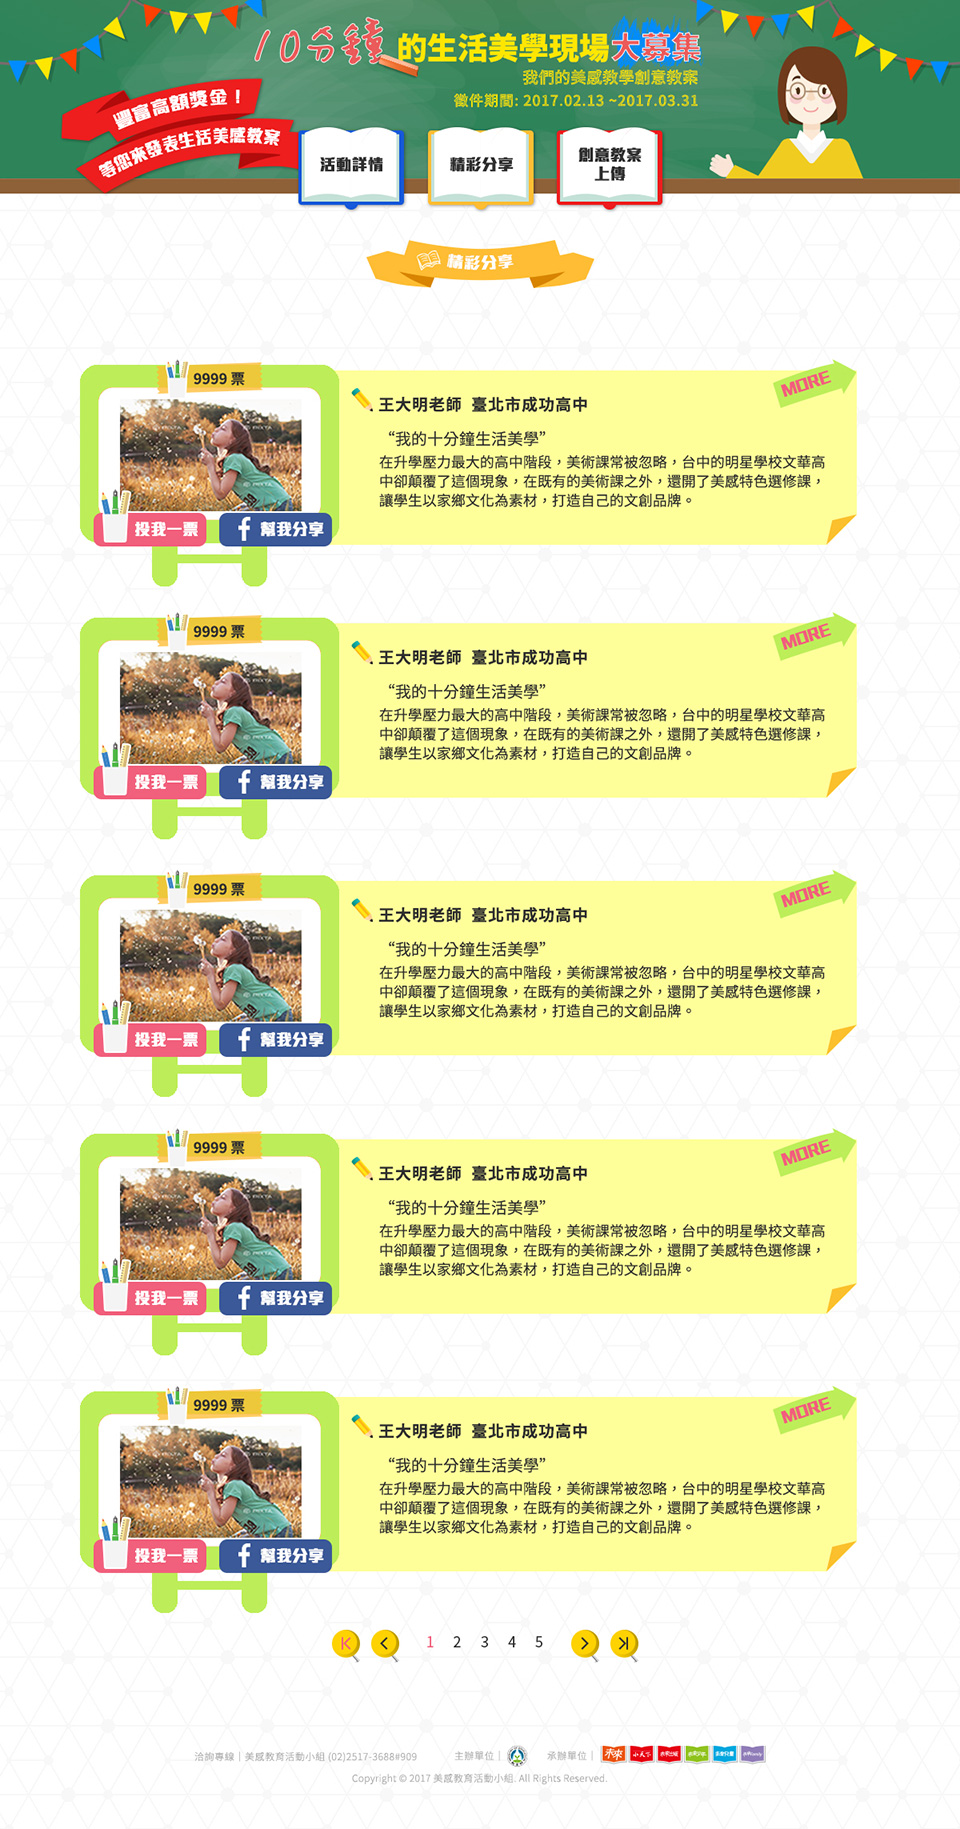 10分鐘的生活美學現場大募集
我們的美感教學創意教案
徵件期間: 2017.02.13 ~2017.03.31
豐富高額獎金！
等您來發表生活美感教案
活動詳情
精彩分享
創意教案
上傳
精彩分享
9999 票
MORE
王大明老師 臺北市成功高中
“我的十分鐘生活美學”
在升學壓力最大的高中階段，美術課常被忽略，台中的明星學校文華高
中卻顛覆了這個現象，在既有的美術課之外，還開了美感特色選修課，
讓學生以家鄉文化為素材，打造自己的文創品牌。
投我一票
幫我分享
9999 票
MORE
王大明老師 臺北市成功高中
“我的十分鐘生活美學”
在升學壓力最大的高中階段，美術課常被忽略，台中的明星學校文華高
中卻顛覆了這個現象，在既有的美術課之外，還開了美感特色選修課，
讓學生以家鄉文化為素材，打造自己的文創品牌。
投我一票
幫我分享
9999 票
MORE
王大明老師 臺北市成功高中
“我的十分鐘生活美學”
在升學壓力最大的高中階段，美術課常被忽略，台中的明星學校文華高
中卻顛覆了這個現象，在既有的美術課之外，還開了美感特色選修課，
讓學生以家鄉文化為素材，打造自己的文創品牌。
投我一票
幫我分享
9999 票
MORE
王大明老師 臺北市成功高中
“我的十分鐘生活美學”
在升學壓力最大的高中階段，美術課常被忽略，台中的明星學校文華高
中卻顛覆了這個現象，在既有的美術課之外，還開了美感特色選修課，
讓學生以家鄉文化為素材，打造自己的文創品牌。
投我一票
幫我分享
9999 票
MORE
王大明老師 臺北市成功高中
“我的十分鐘生活美學”
在升學壓力最大的高中階段，美術課常被忽略，台中的明星學校文華高
中卻顛覆了這個現象，在既有的美術課之外，還開了美感特色選修課，
讓學生以家鄉文化為素材，打造自己的文創品牌。
投我一票
幫我分享
1 2 3 4 5
洽詢專線｜美感教育活動小組 (02)2517-3688#909 主辦單位｜ 承辦單位｜
Copyright © 2017 美感教育活動小組. All Rights Reserved.